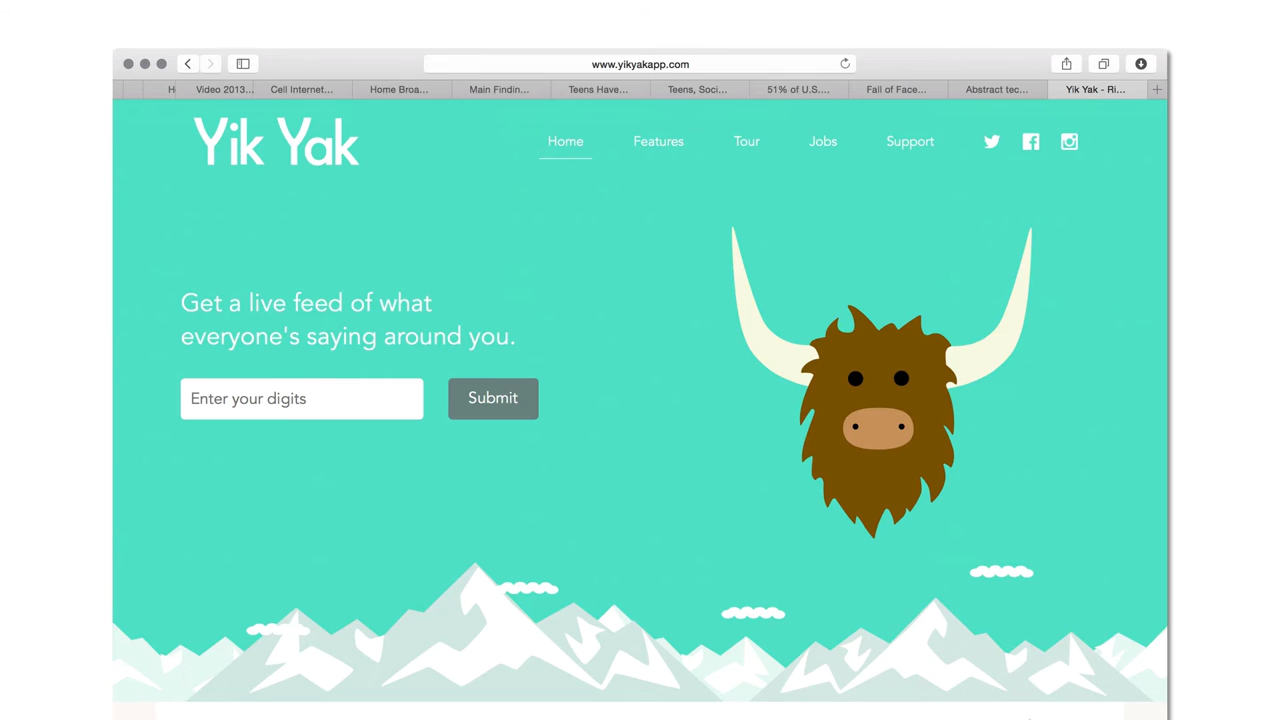 www.yikyakapp.com
H
Video 2013...
Cell Internet...
Home Broa...
Main Findin...
Teens Have...
Teens, Soci...
51% of U.S....
Fall of Face...
Abstract tec...
Yik Yak - Ri...
Yik Yak
Home
Features
Tour
Jobs
Support
Get a live feed of what
everyone's saying around you.
Enter your digits
Submit